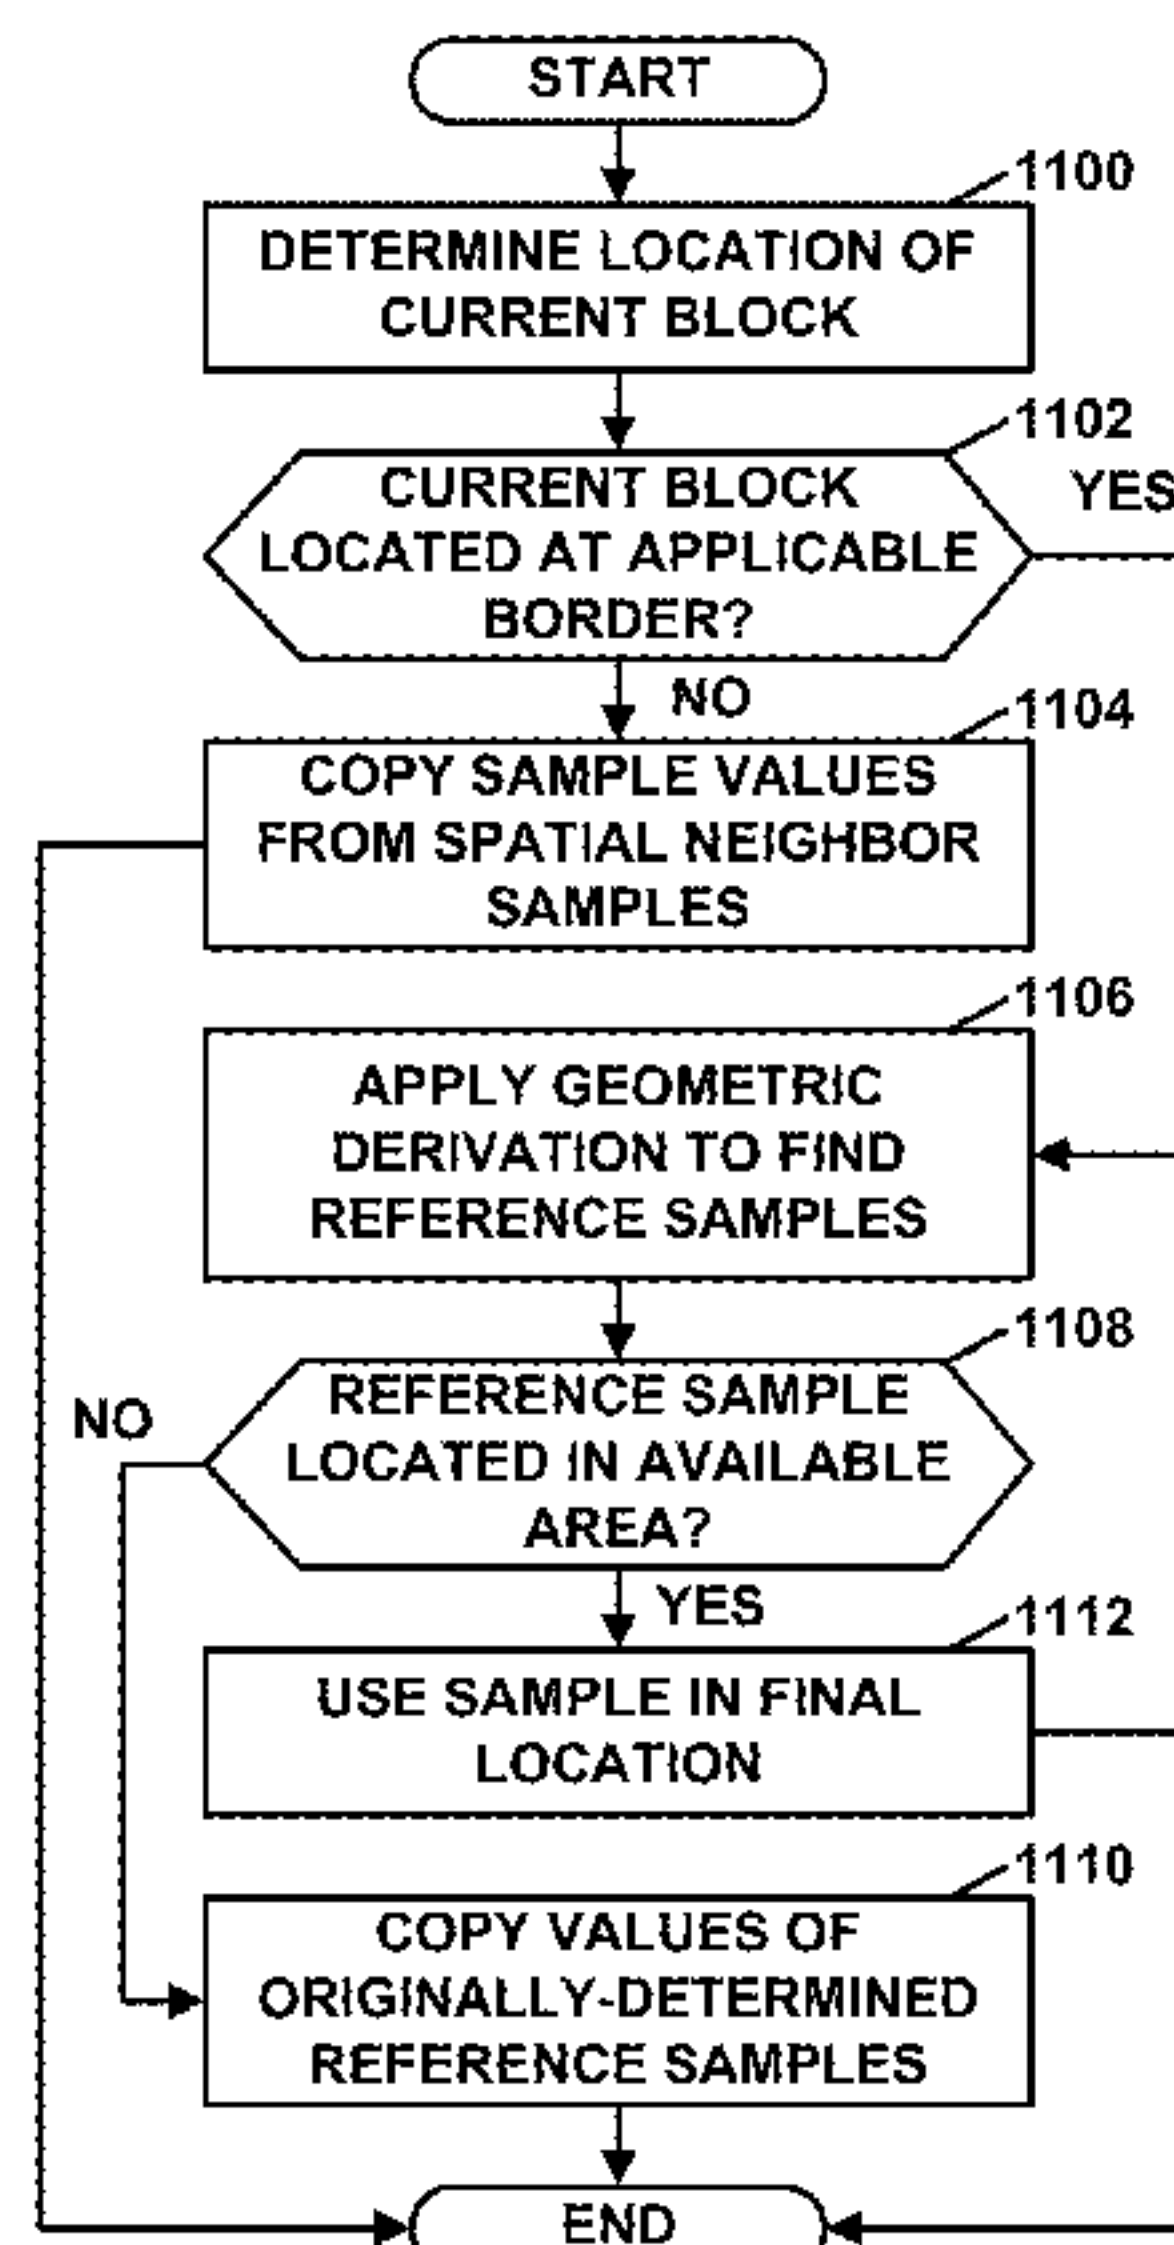 START
1100
DETERMINE LOCATION OF
CURRENT BLOCK
1102
YES
CURRENT BLOCK
LOCATED AT APPLICABLE
BORDER?
NO
1104
COPY SAMPLE VALUES
FROM SPATIAL NEIGHBOR
SAMPLES
1106
APPLY GEOMETRIC
DERIVATION TO FIND
REFERENCE SAMPLES
1108
NO
REFERENCE SAMPLE
LOCATED IN AVAILABLE
AREA?
YES
1112
USE SAMPLE IN FINAL
LOCATION
1110
COPY VALUES OF
ORIGINALLY-DETERMINED
REFERENCE SAMPLES
END